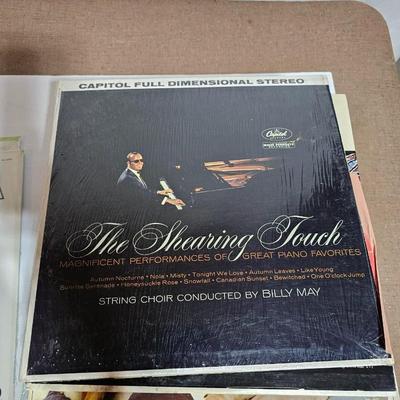 CAPITOL FULL DIMENSIONAL STEREO
Capitol
The Shearing Touch
MAGNIFICENT PERFORMANCES OF GREAT PIANO FAVORITES
Autumn Nocturne • Nola • Misty • Tonight We Love • Autumn Leaves • Like Young
Sunrise Serenade • Honeysuckle Rose • Snowfall • Canadian Sunset • Bewitched • One O'clock Jump
STRING CHOIR CONDUCTED BY BILLY MAY